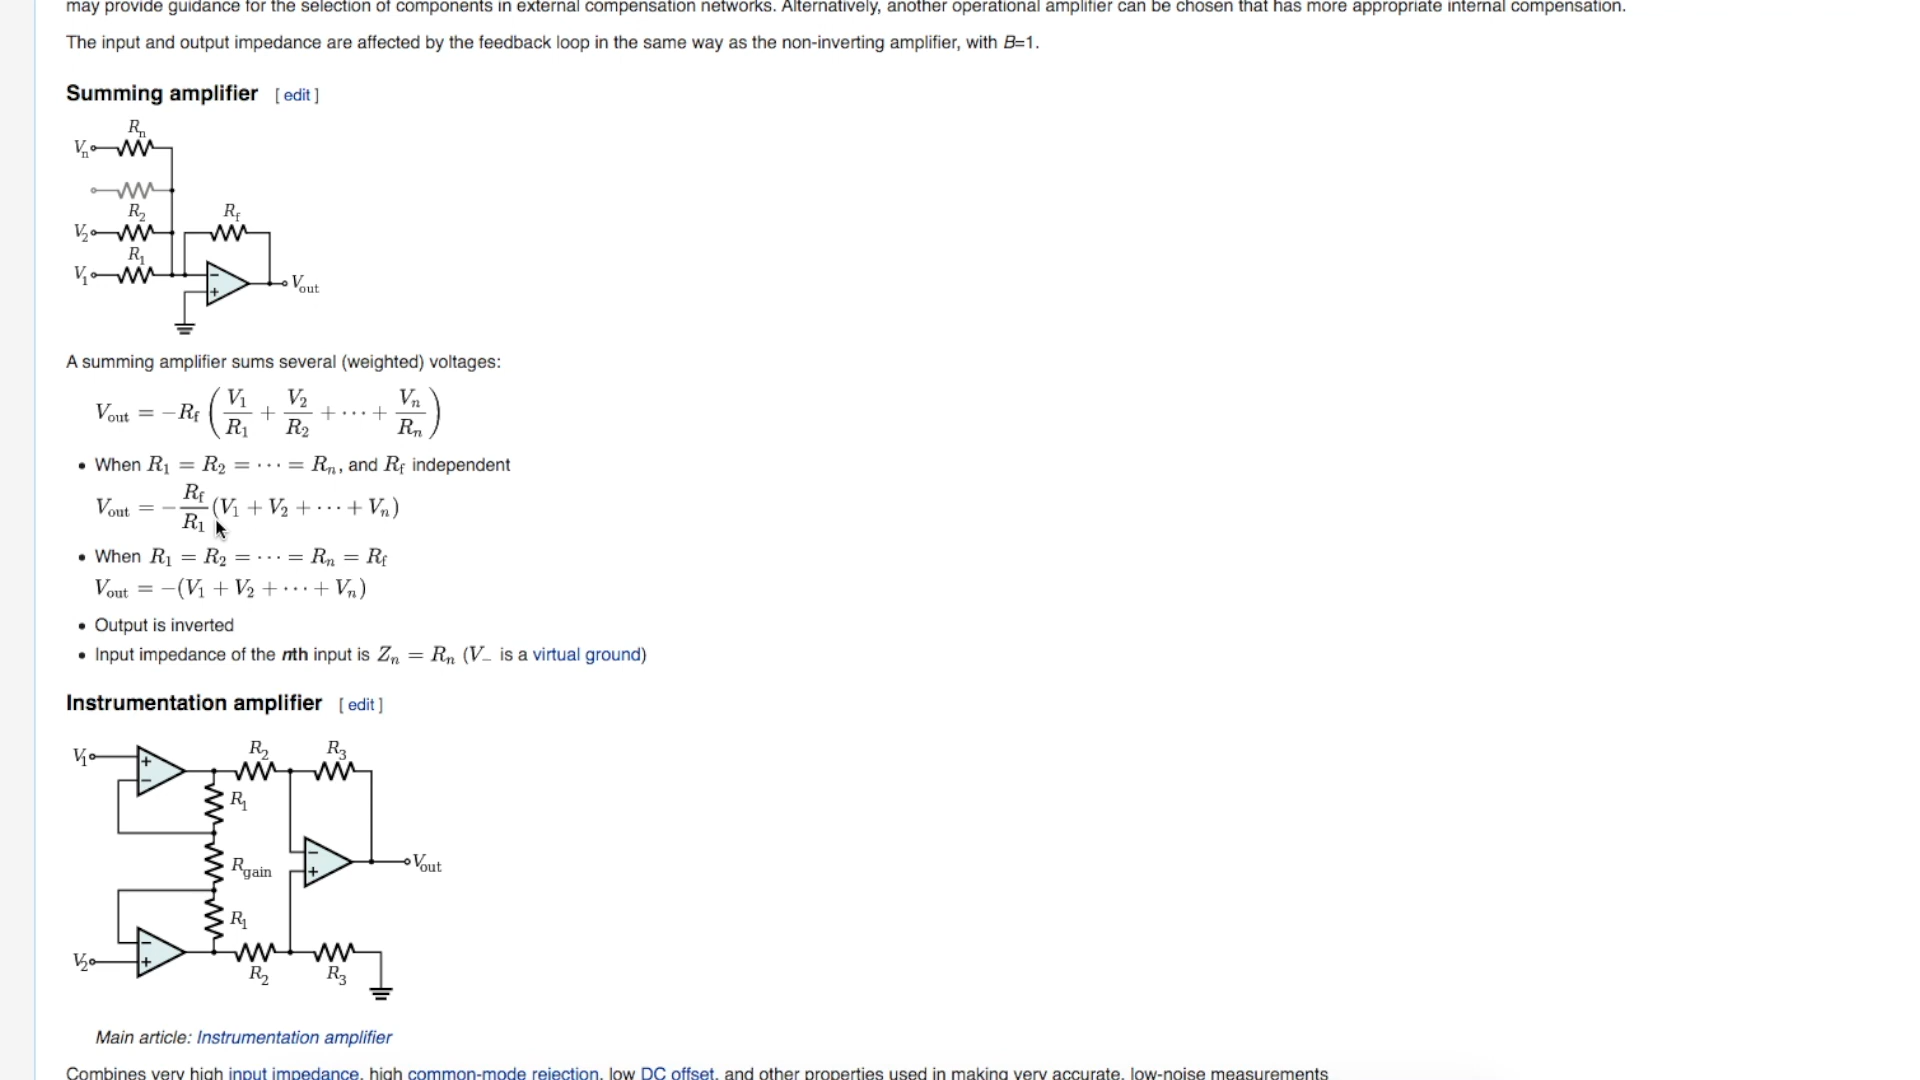 may provide guidance for the selection of components in external compensation networks. Alternatively, another operational amplifier can be chosen that has more appropriate internal compensation.
The input and output impedance are affected by the feedback loop in the same way as the non-inverting amplifier, with B=1.
Summing amplifier [ edit ]
Rn
Vn
R2
Rf
V2
R1
V1
−
+
Vout
A summing amplifier sums several (weighted) voltages:
Vout = −Rf ( V1/R1 + V2/R2 + ··· + Vn/Rn )
• When R1 = R2 = ··· = Rn, and Rf independent
Vout = − Rf/R1 (V1 + V2 + ··· + Vn)
• When R1 = R2 = ··· = Rn = Rf
Vout = −(V1 + V2 + ··· + Vn)
• Output is inverted
• Input impedance of the nth input is Zn = Rn (V− is a virtual ground)
Instrumentation amplifier [ edit ]
R2 R3
V1
+
−
R1
−
+
Vout
Rgain
R1
−
+
V2
R2 R3
Main article: Instrumentation amplifier
Combines very high input impedance, high common-mode rejection, low DC offset, and other properties used in making very accurate, low-noise measurements